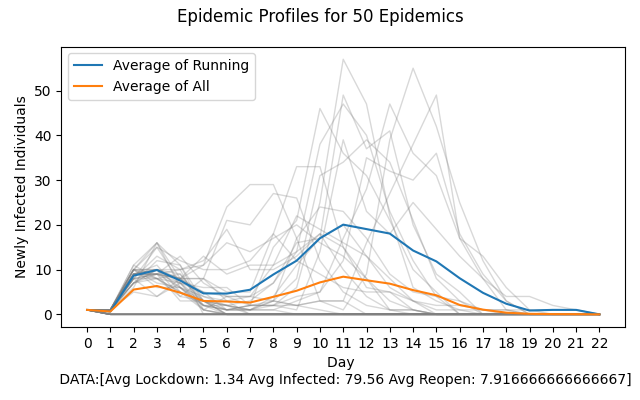 Epidemic Profiles for 50 Epidemics
Average of Running
Average of All
Newly Infected Individuals
50
40
30
20
10
0
0 1 2 3 4 5 6 7 8 9 10 11 12 13 14 15 16 17 18 19 20 21 22
Day
DATA:[Avg Lockdown: 1.34 Avg Infected: 79.56 Avg Reopen: 7.916666666666667]